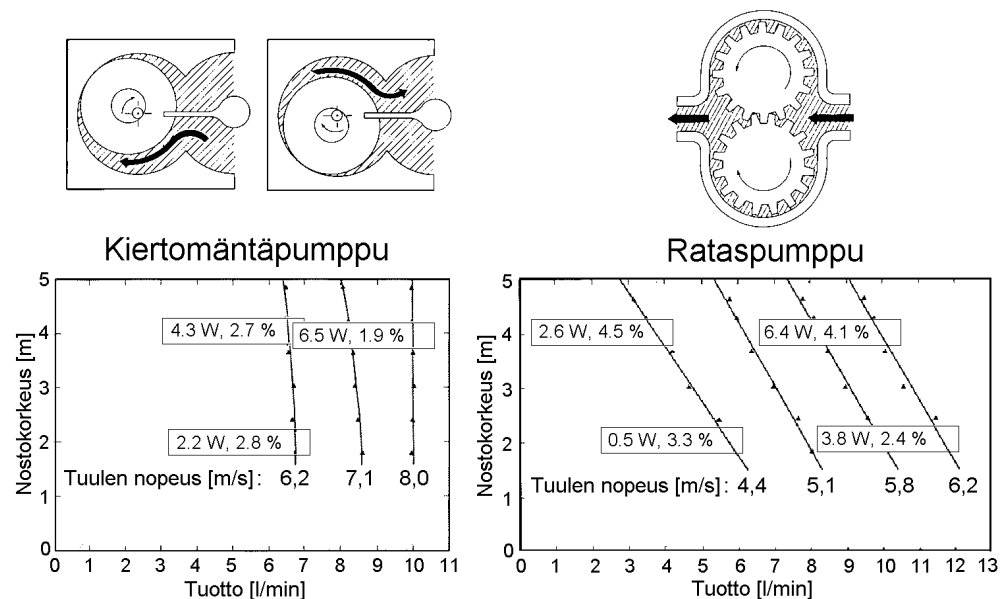 Kiertomäntäpumppu
Rataspumppu
Nostokorkeus [m]
5
4
3
2
1
0
4.3 W, 2.7 %
6.5 W, 1.9 %
2.2 W, 2.8 %
Tuulen nopeus [m/s]: 6,2 7,1 8,0
0 1 2 3 4 5 6 7 8 9 10 11
Tuotto [l/min]
Nostokorkeus [m]
5
4
3
2
1
0
2.6 W, 4.5 %
6.4 W, 4.1 %
0.5 W, 3.3 %
3.8 W, 2.4 %
Tuulen nopeus [m/s]: 4,4 5,1 5,8 6,2
0 1 2 3 4 5 6 7 8 9 10 11 12 13
Tuotto [l/min]